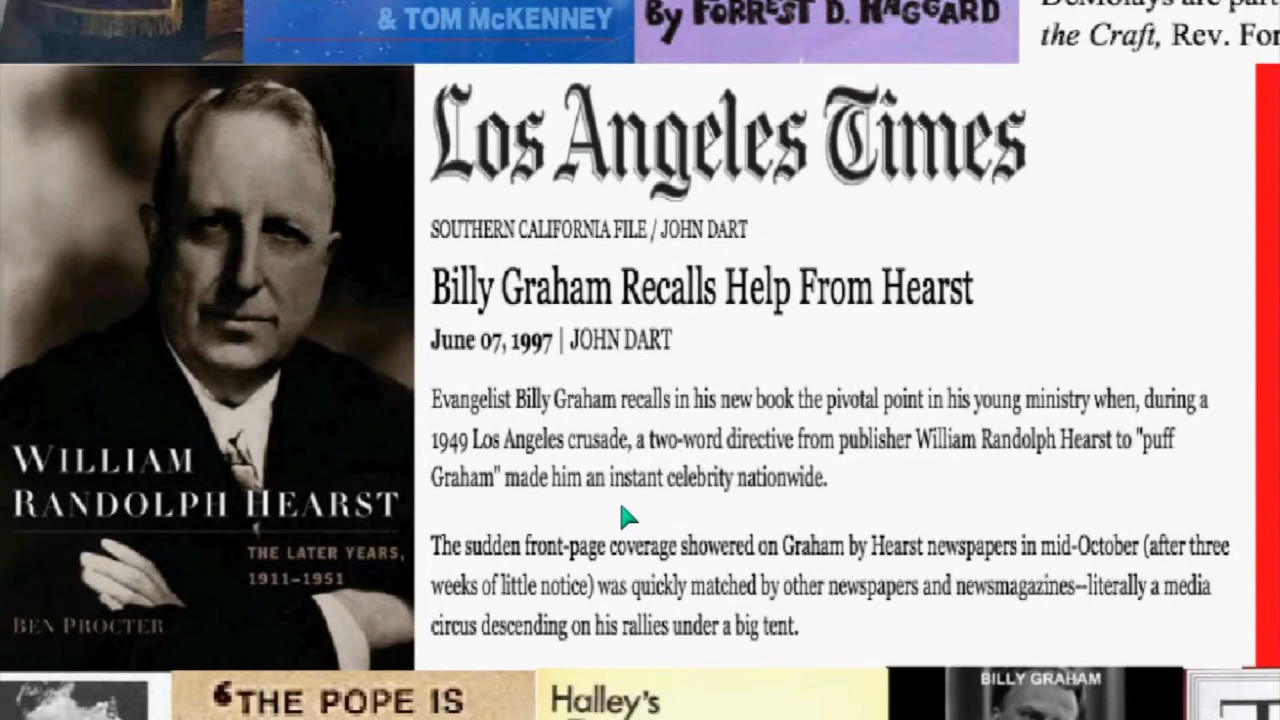 & TOM McKENNEY
By FORREST D. HAGGARD
the Craft, Rev. For
Los Angeles Times
SOUTHERN CALIFORNIA FILE / JOHN DART
Billy Graham Recalls Help From Hearst
June 07, 1997 | JOHN DART
Evangelist Billy Graham recalls in his new book the pivotal point in his young ministry when, during a
1949 Los Angeles crusade, a two-word directive from publisher William Randolph Hearst to "puff
Graham" made him an instant celebrity nationwide.
The sudden front-page coverage showered on Graham by Hearst newspapers in mid-October (after three
weeks of little notice) was quickly matched by other newspapers and newsmagazines--literally a media
circus descending on his rallies under a big tent.
WILLIAM
RANDOLPH HEARST
THE LATER YEARS,
1911–1951
BEN PROCTER
"THE POPE IS
Halley's
BILLY GRAHAM